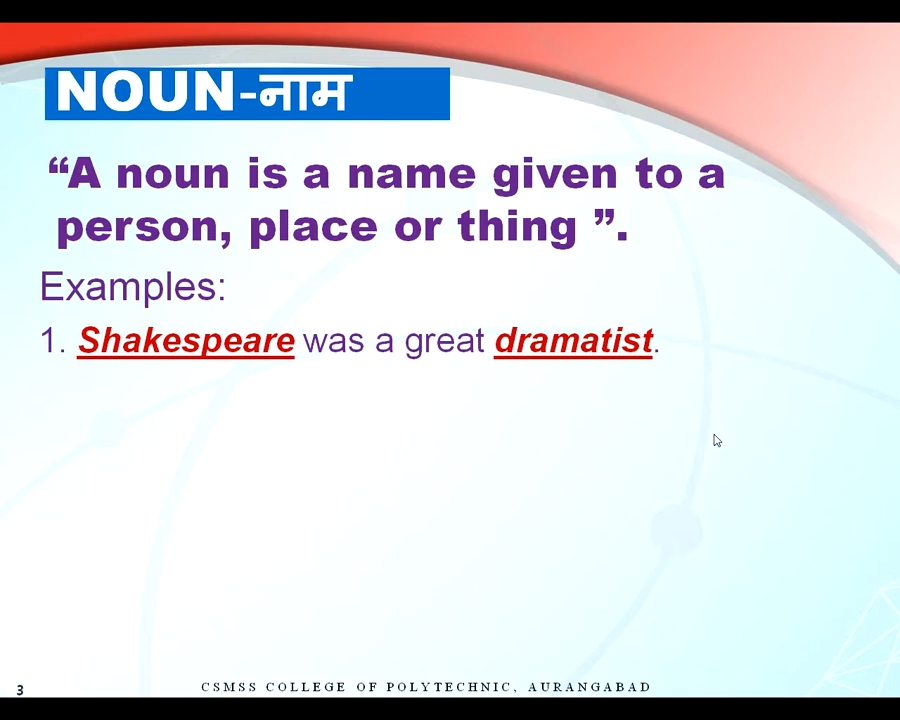 NOUN-नाम
“A noun is a name given to a
person, place or thing ”.
Examples:
1. Shakespeare was a great dramatist.
3
CSMSS COLLEGE OF POLYTECHNIC, AURANGABAD